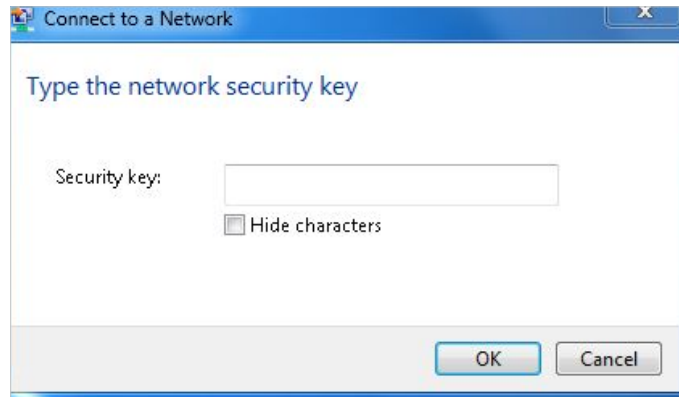 Connect to a Network
Type the network security key
Security key:
Hide characters
OK Cancel